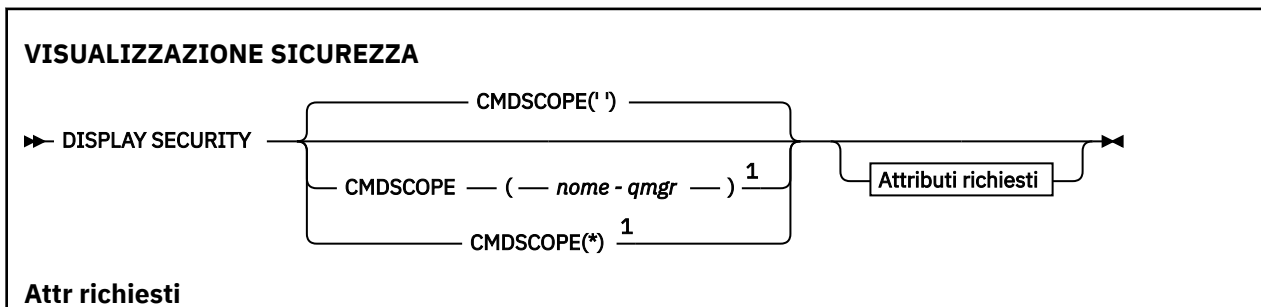 VISUALIZZAZIONE SICUREZZA
CMDSCOPE(' ')
DISPLAY SECURITY
CMDSCOPE ( nome - qmgr ) 1
Attributi richiesti
CMDSCOPE(*) 1
Attr richiesti